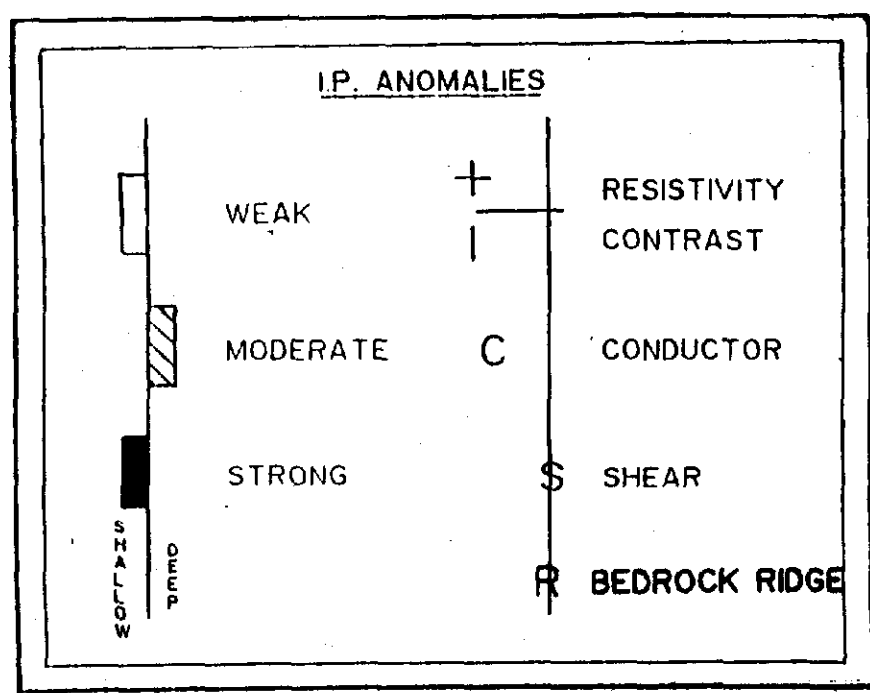 I.P. ANOMALIES
WEAK
MODERATE
STRONG
SHALLOW
DEEP
+
–
RESISTIVITY
CONTRAST
C CONDUCTOR
S SHEAR
R BEDROCK RIDGE